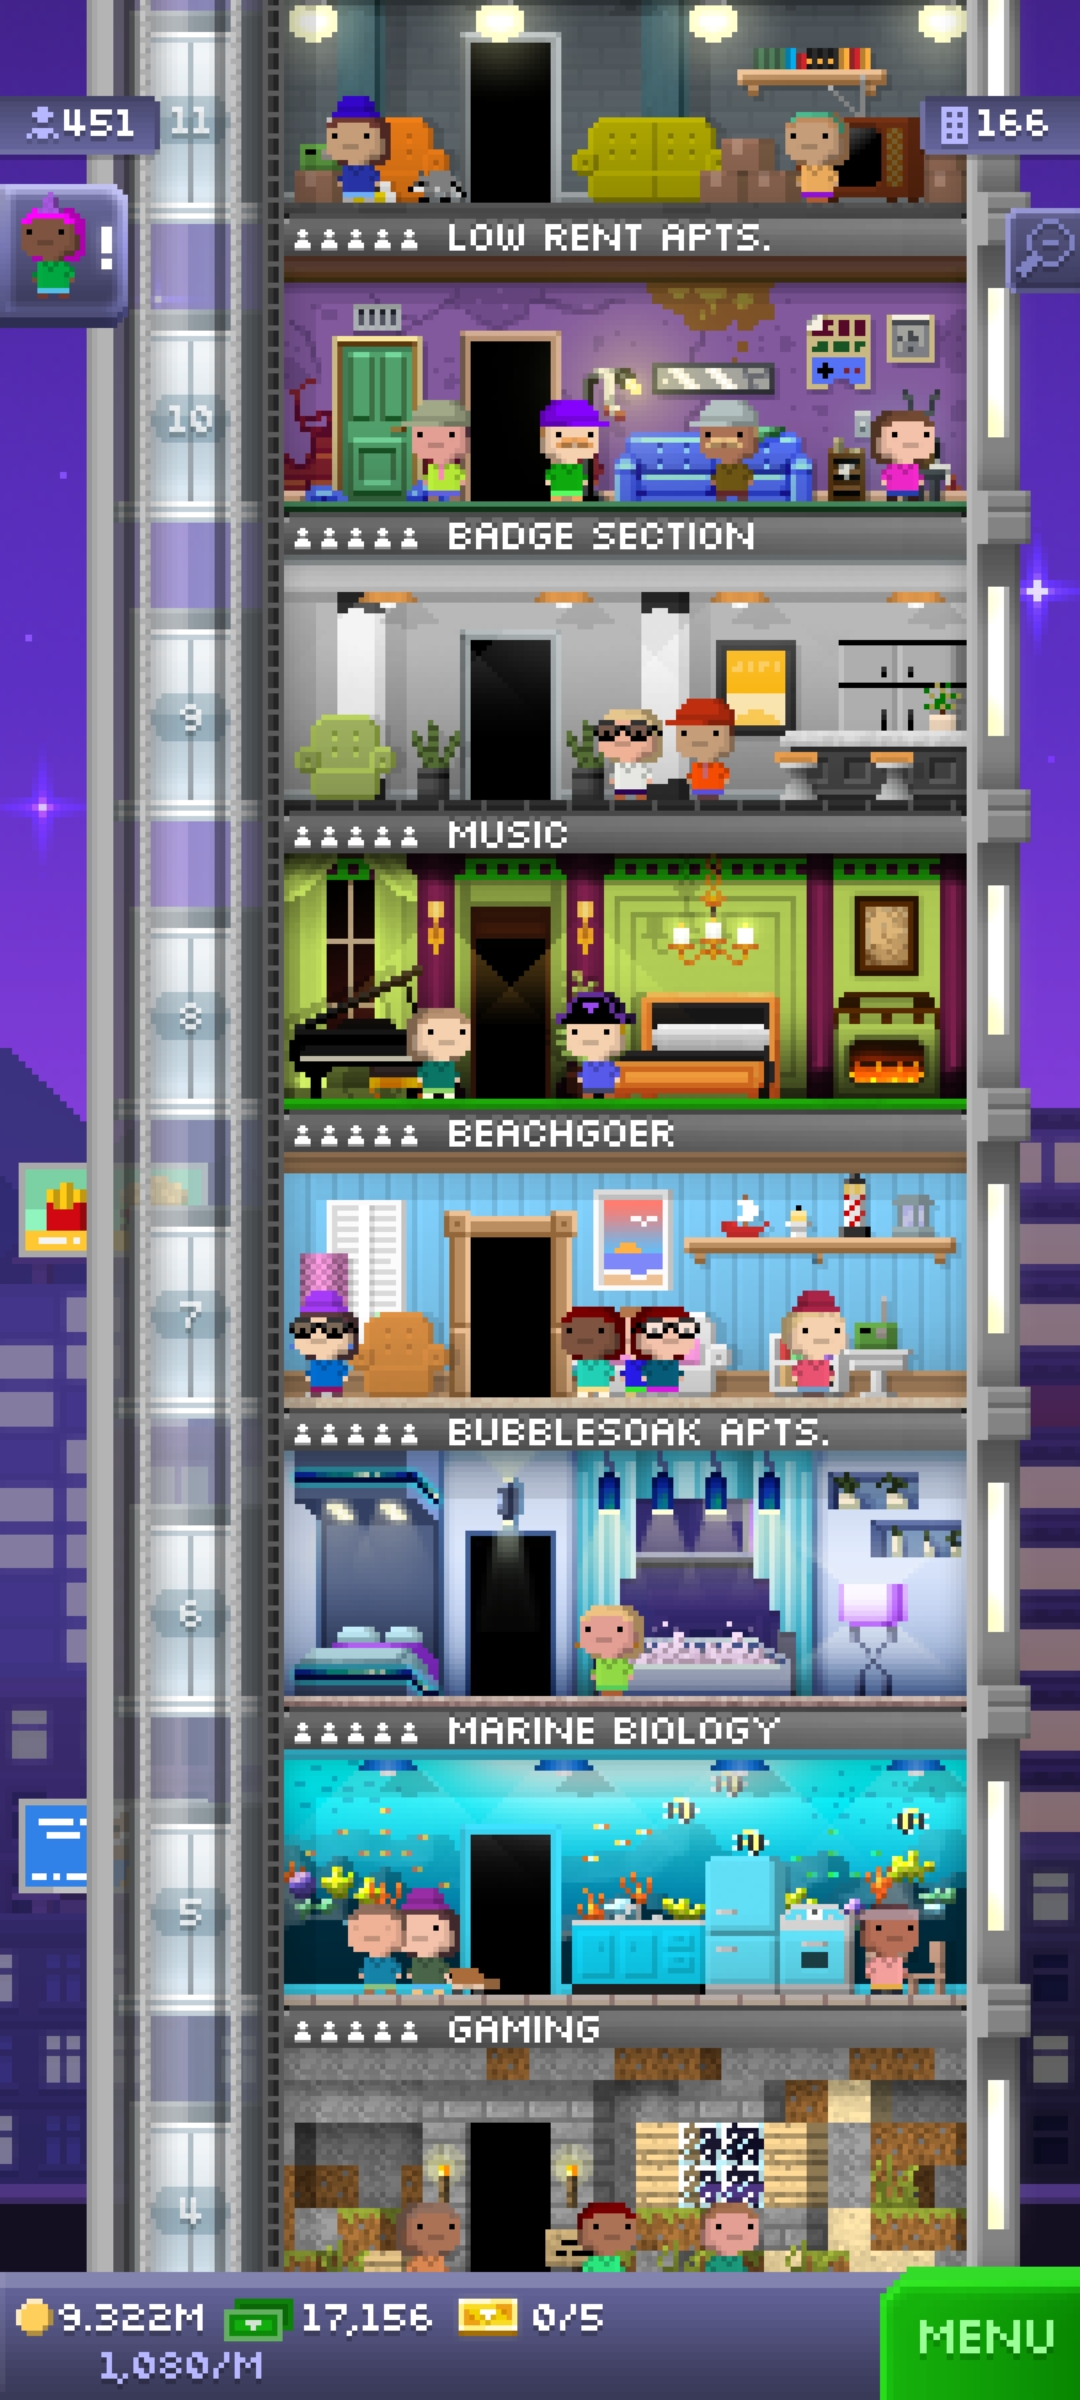 451
11
166
!
LOW RENT APTS.
10
BADGE SECTION
9
MUSIC
8
BEACHGOER
7
BUBBLESOAK APTS.
6
MARINE BIOLOGY
5
GAMING
4
9.322M 17,156 0/5
1,080/M
MENU